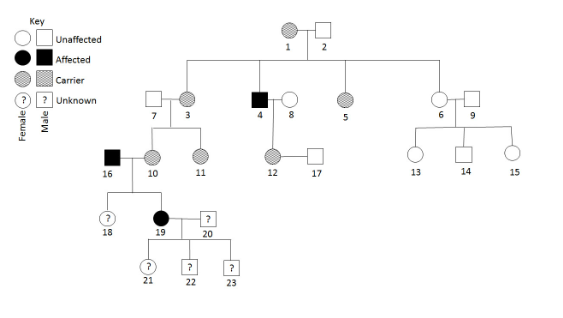 Key
Unaffected
Affected
Carrier
? ? Unknown
Female
Male
1 2
7 3 4 8 5 6 9
16 10 11 12 17 13 14 15
? ?
18 19 20
? ? ?
21 22 23